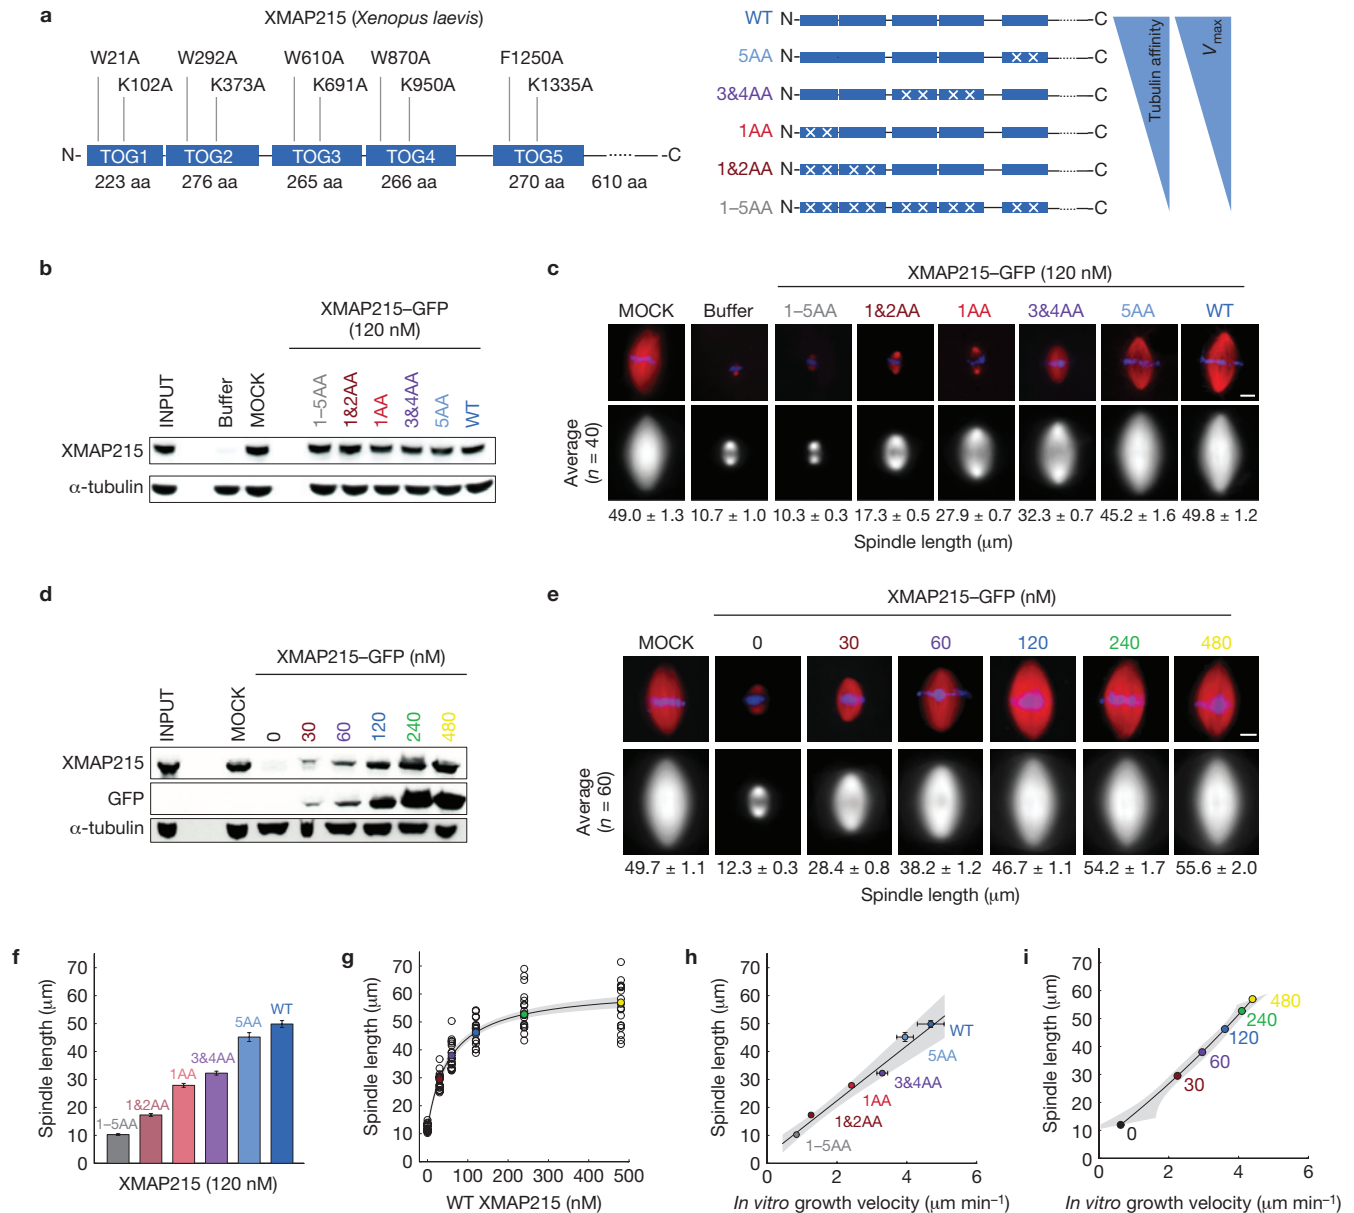 a
XMAP215 (Xenopus laevis)
W21A W292A W610A W870A F1250A
K102A K373A K691A K950A K1335A
N- TOG1 TOG2 TOG3 TOG4 TOG5 -C
223 aa 276 aa 265 aa 266 aa 270 aa 610 aa
WT N- -C
5AA N- -C
3&4AA N- -C
1AA N- -C
1&2AA N- -C
1–5AA N- -C
Tubulin affinity
Vmax
b
XMAP215–GFP
(120 nM)
INPUT Buffer MOCK 1–5AA 1&2AA 1AA 3&4AA 5AA WT
XMAP215
α-tubulin
c
XMAP215–GFP (120 nM)
MOCK Buffer 1–5AA 1&2AA 1AA 3&4AA 5AA WT
Average
(n = 40)
49.0 ± 1.3 10.7 ± 1.0 10.3 ± 0.3 17.3 ± 0.5 27.9 ± 0.7 32.3 ± 0.7 45.2 ± 1.6 49.8 ± 1.2
Spindle length (μm)
d
XMAP215–GFP (nM)
INPUT MOCK 0 30 60 120 240 480
XMAP215
GFP
α-tubulin
e
XMAP215–GFP (nM)
MOCK 0 30 60 120 240 480
Average
(n = 60)
49.7 ± 1.1 12.3 ± 0.3 28.4 ± 0.8 38.2 ± 1.2 46.7 ± 1.1 54.2 ± 1.7 55.6 ± 2.0
Spindle length (μm)
f
Spindle length (μm)
70
60
50
40
30
20
10
0
1–5AA
1&2AA
1AA
3&4AA
5AA
WT
XMAP215 (120 nM)
g
Spindle length (μm)
70
60
50
40
30
20
10
0
0 100 200 300 400 500
WT XMAP215 (nM)
h
Spindle length (μm)
70
60
50
40
30
20
10
0
WT
5AA
3&4AA
1AA
1&2AA
1–5AA
0 2 4 6
In vitro growth velocity (μm min–1)
i
Spindle length (μm)
70
60
50
40
30
20
10
0
480
240
120
60
30
0
0 2 4 6
In vitro growth velocity (μm min–1)